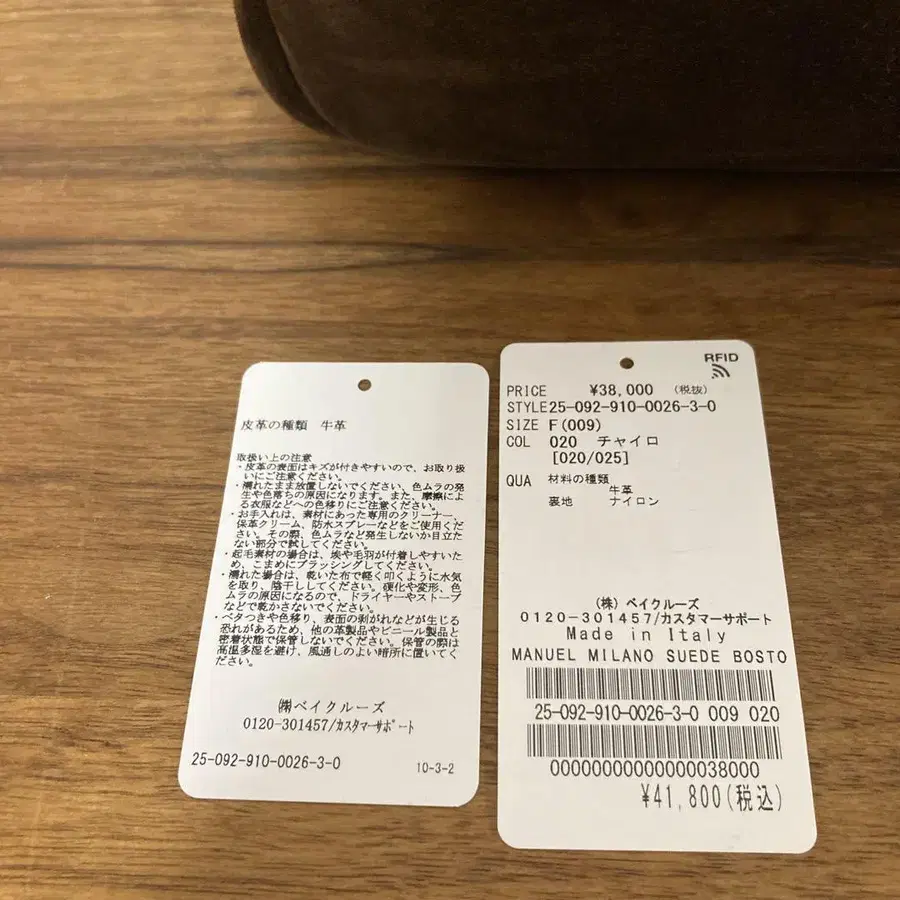 皮革の種類 牛革
取扱い上の注意
・皮革の表面はキズが付きやすいので、お取り扱
いにご注意ください。
・濡れたまま放置しないでください、色ムラの発
生や色落ちの原因になります。また、摩擦によ
る衣服などへの色移りにご注意ください。
・お手入れは、素材にあった専用のクリーナー、
保革クリーム、防水スプレーなどをご使用くだ
さい。その際、色ムラなど発生しないか目立た
ない部分で試してください。
・起毛素材の場合は、埃や毛羽が付着しやすいた
め、こまめにブラッシングしてください。
・濡れた場合は、乾いた布で軽く叩くように水気
を取り、陰干ししてください。硬化や変形、色
ムラの原因になるので、ドライヤーやストーブ
などで乾かさないでください。
・ベタつきや色移り、表面の剥がれなどが生じる
恐れがあるため、他の革製品やビニール製品と
密着状態で保管しないでください。保管の際は
高温多湿を避け、風通しのよい暗所に置いてく
ださい。
㈱ベイクルーズ
0120-301457/ｶｽﾀﾏｰｻﾎﾟｰﾄ
25-092-910-0026-3-0 10-3-2
RFID
PRICE ¥38,000 (税抜)
STYLE25-092-910-0026-3-0
SIZE F(009)
COL 020 チャイロ
[020/025]
QUA 材料の種類
牛革
裏地 ナイロン
(株) ベイクルーズ
0120-301457/カスタマーサポート
Made in Italy
MANUEL MILANO SUEDE BOSTO
25-092-910-0026-3-0 009 020
00000000000000038000
¥41,800(税込)